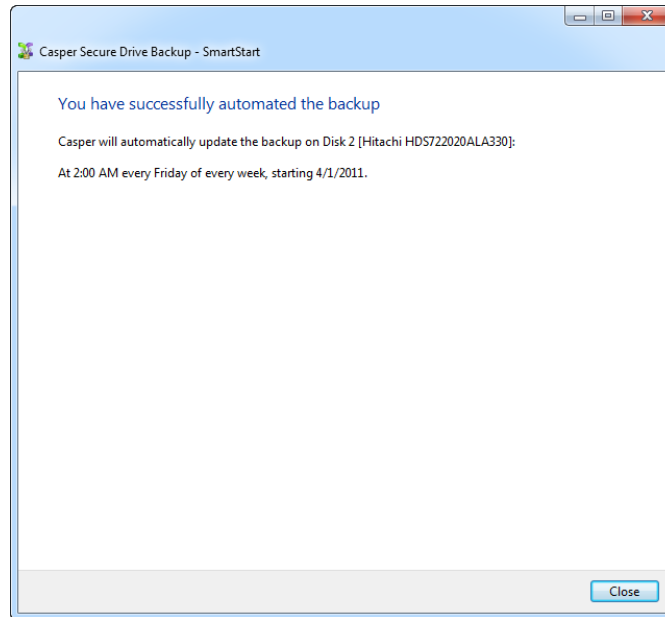 Casper Secure Drive Backup - SmartStart
You have successfully automated the backup
Casper will automatically update the backup on Disk 2 [Hitachi HDS722020ALA330]:
At 2:00 AM every Friday of every week, starting 4/1/2011.
Close